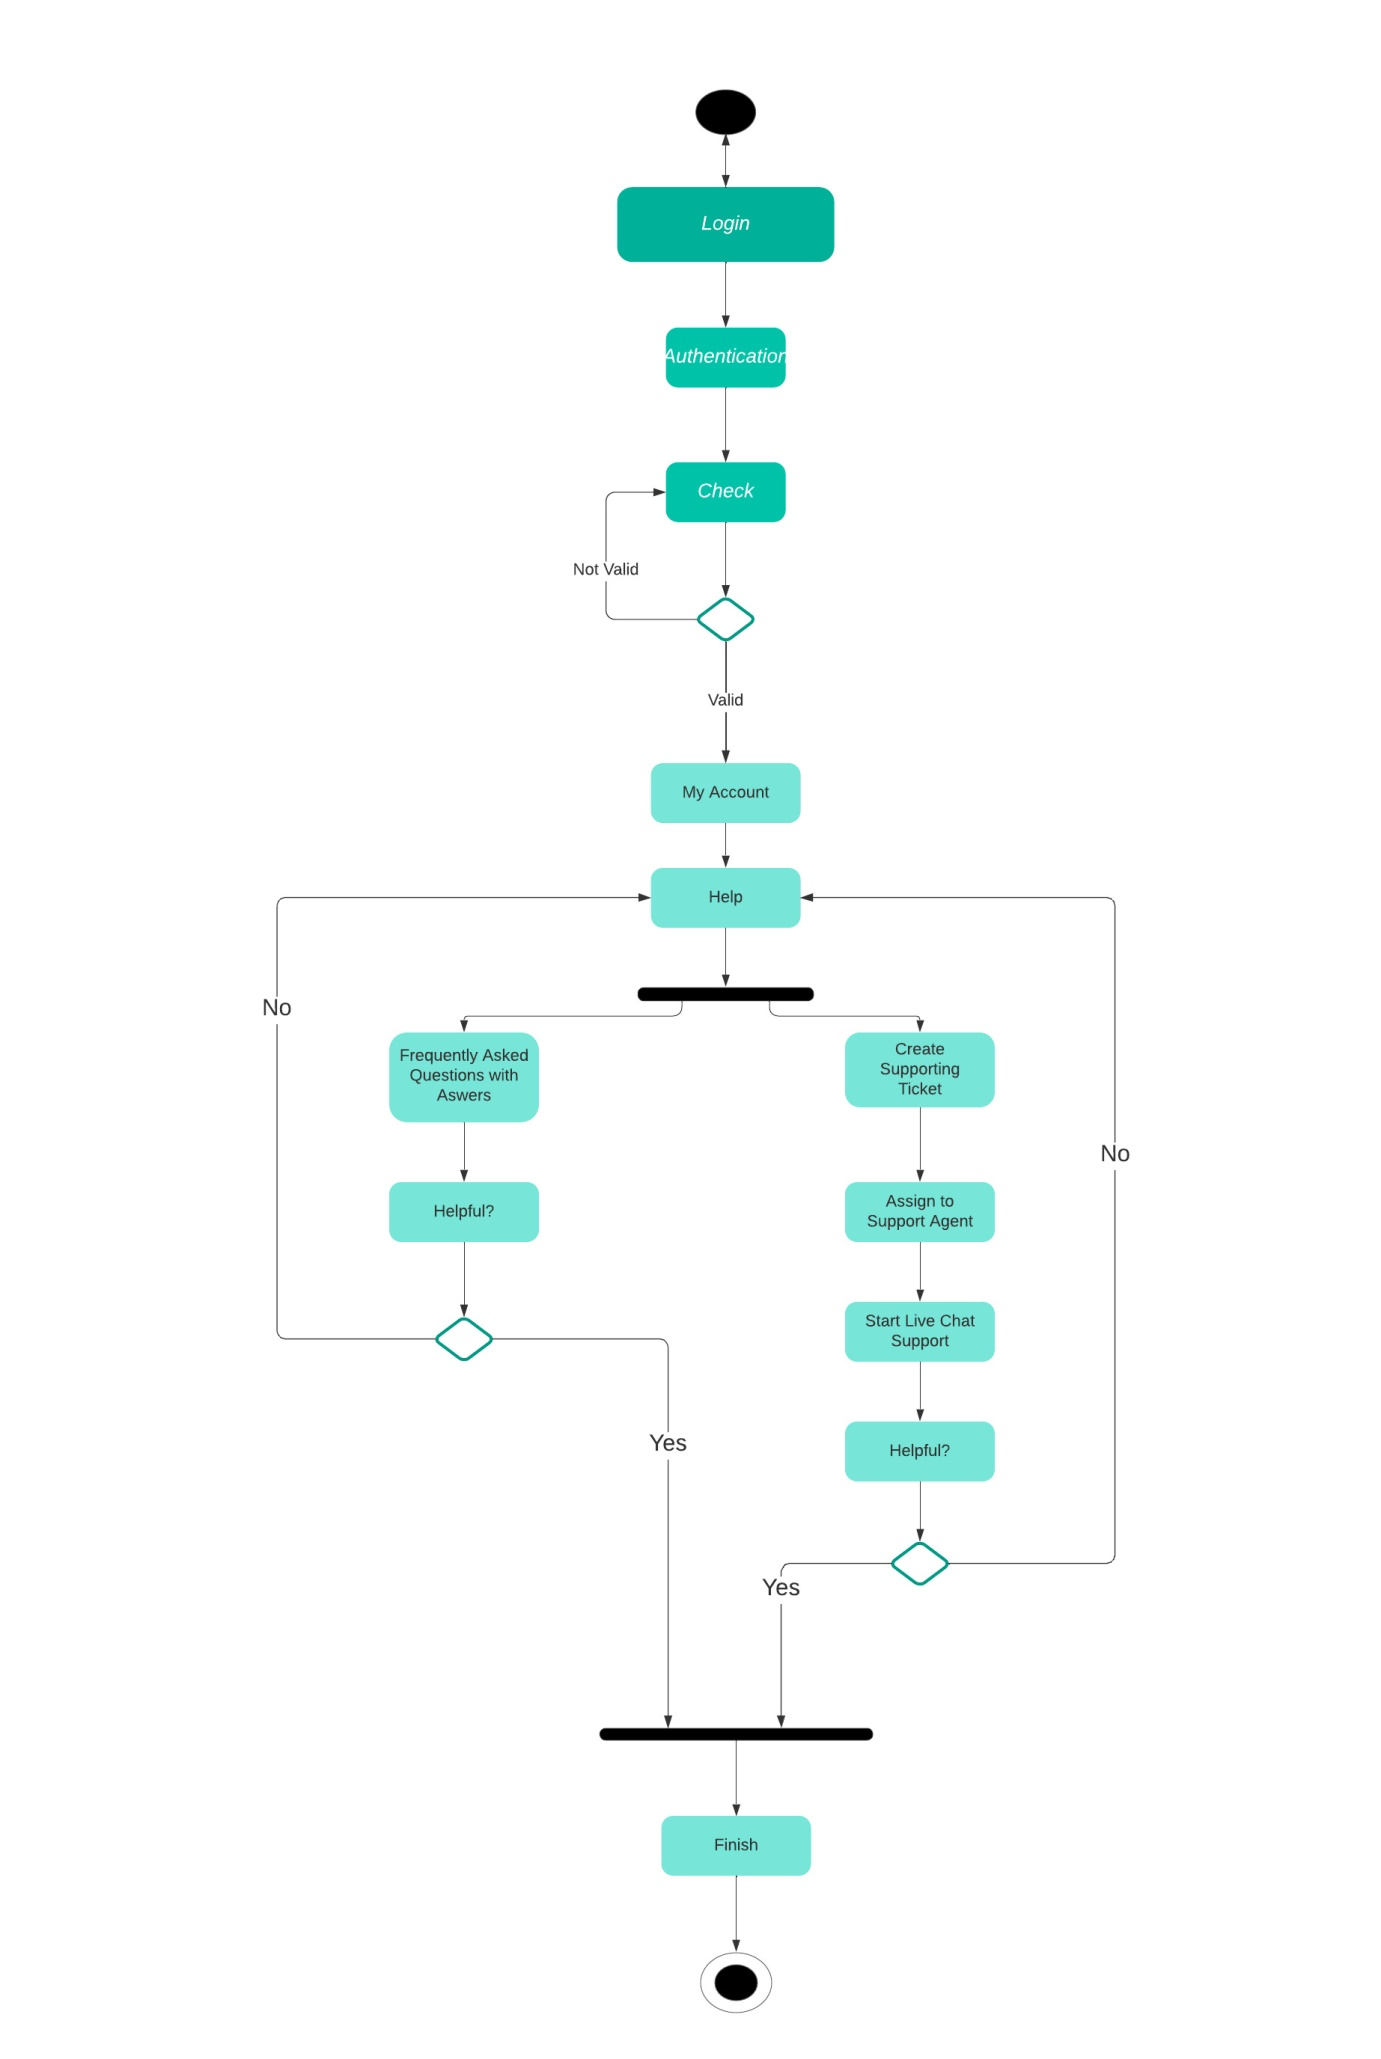 Login
Authentication
Check
Not Valid
Valid
My Account
Help
No
Frequently Asked
Questions with
Aswers
Create
Supporting
Ticket
No
Helpful?
Assign to
Support Agent
Start Live Chat
Support
Yes
Helpful?
Yes
Finish